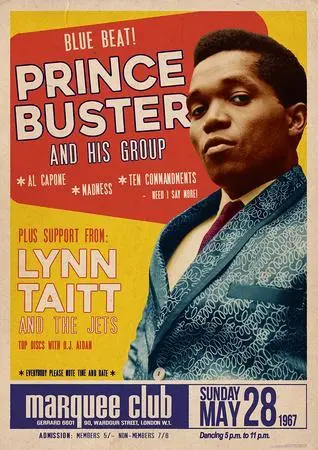 BLUE BEAT!
PRINCE
BUSTER
AND HIS GROUP
* AL CAPONE
* MADNESS
* TEN COMMANDMENTS
- NEED I SAY MORE!
PLUS SUPPORT FROM:
LYNN
TAITT
AND THE JETS
TOP DISCS WITH D.J. AIDAN
* EVERYBODY PLEASE NOTE TIME AND DATE *
marquee club
GERRARD 6601 90, WARDOUR STREET, LONDON W.1.
ADMISSION: MEMBERS 5/- NON-MEMBERS 7/6
SUNDAY
MAY 28 1967
Dancing 5 p.m. to 11 p.m.